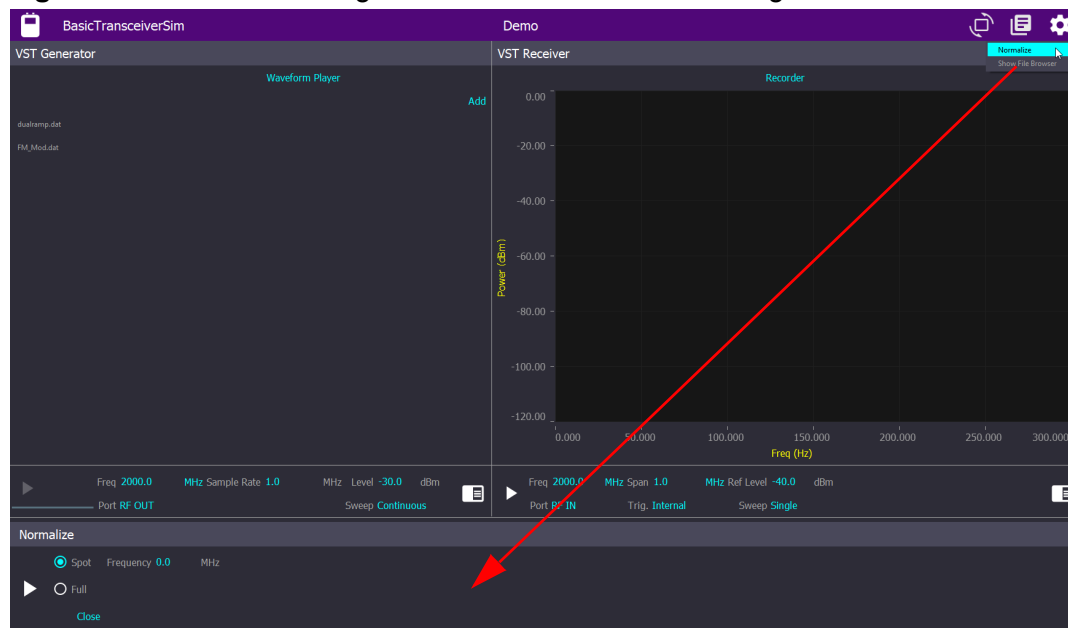 BasicTransceiverSim
Demo
VST Generator
VST Receiver
Normalize
Show File Browser
Waveform Player
Recorder
Add
dualramp.dat
FM_Mod.dat
0.00
-20.00
-40.00
-60.00
-80.00
-100.00
-120.00
Power (dBm)
0.000 50.000 100.000 150.000 200.000 250.000 300.000
Freq (Hz)
Freq 2000.0 MHz Sample Rate 1.0 MHz Level -30.0 dBm
Port RF OUT Sweep Continuous
Freq 2000.0 MHz Span 1.0 MHz Ref Level -40.0 dBm
Port RF IN Trig. Internal Sweep Single
Normalize
Spot Frequency 0.0 MHz
Full
Close